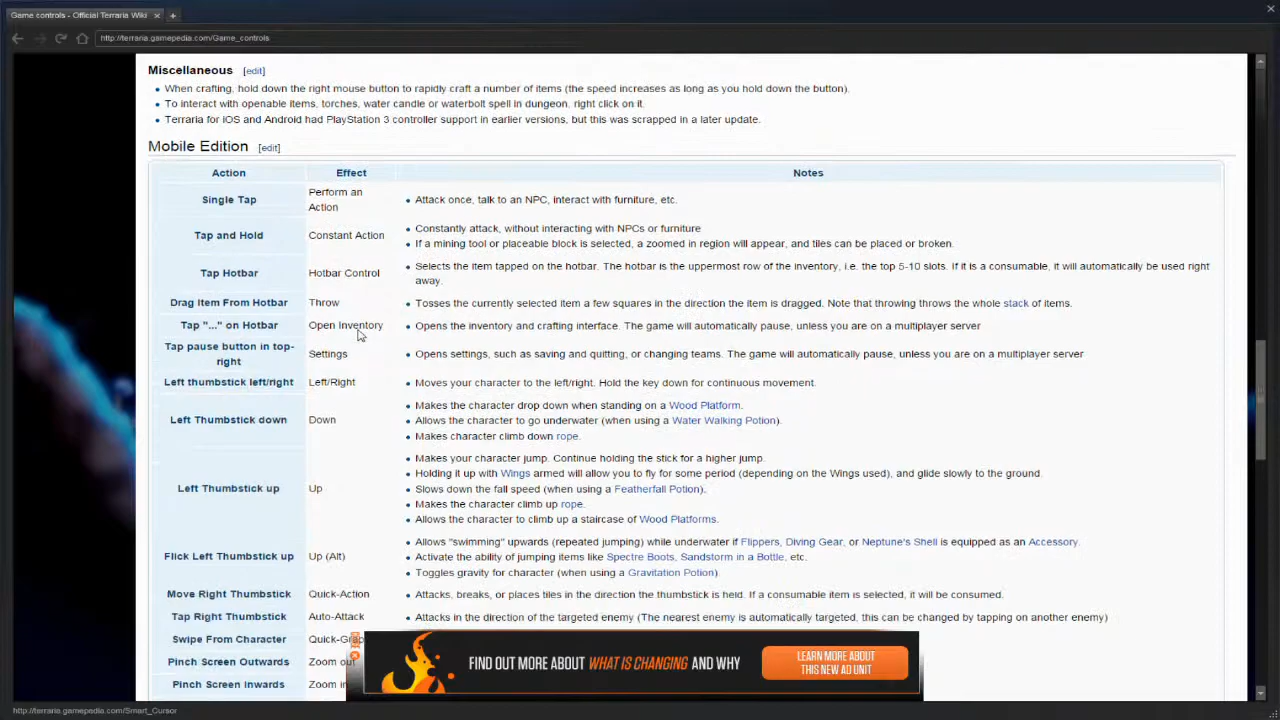 Game controls - Official Terraria Wiki
http://terraria.gamepedia.com/Game_controls
Miscellaneous [edit]
When crafting, hold down the right mouse button to rapidly craft a number of items (the speed increases as long as you hold down the button).
To interact with openable items, torches, water candle or waterbolt spell in dungeon, right click on it.
Terraria for iOS and Android had PlayStation 3 controller support in earlier versions, but this was scrapped in a later update.
Mobile Edition [edit]
Action Effect Notes
Single Tap
Perform an
Action
Attack once, talk to an NPC, interact with furniture, etc.
Tap and Hold
Constant Action
Constantly attack, without interacting with NPCs or furniture
If a mining tool or placeable block is selected, a zoomed in region will appear, and tiles can be placed or broken.
Tap Hotbar
Hotbar Control
Selects the item tapped on the hotbar. The hotbar is the uppermost row of the inventory, i.e. the top 5-10 slots. If it is a consumable, it will automatically be used right
away.
Drag Item From Hotbar
Throw
Tosses the currently selected item a few squares in the direction the item is dragged. Note that throwing throws the whole stack of items.
Tap "..." on Hotbar
Open Inventory
Opens the inventory and crafting interface. The game will automatically pause, unless you are on a multiplayer server
Tap pause button in top-
right
Settings
Opens settings, such as saving and quitting, or changing teams. The game will automatically pause, unless you are on a multiplayer server
Left thumbstick left/right
Left/Right
Moves your character to the left/right. Hold the key down for continuous movement.
Left Thumbstick down
Down
Makes the character drop down when standing on a Wood Platform.
Allows the character to go underwater (when using a Water Walking Potion).
Makes character climb down rope.
Left Thumbstick up
Up
Makes your character jump. Continue holding the stick for a higher jump.
Holding it up with Wings armed will allow you to fly for some period (depending on the Wings used), and glide slowly to the ground.
Slows down the fall speed (when using a Featherfall Potion).
Makes the character climb up rope.
Allows the character to climb up a staircase of Wood Platforms.
Flick Left Thumbstick up
Up (Alt)
Allows "swimming" upwards (repeated jumping) while underwater if Flippers, Diving Gear, or Neptune's Shell is equipped as an Accessory.
Activate the ability of jumping items like Spectre Boots, Sandstorm in a Bottle, etc.
Toggles gravity for character (when using a Gravitation Potion).
Move Right Thumbstick
Quick-Action
Attacks, breaks, or places tiles in the direction the thumbstick is held. If a consumable item is selected, it will be consumed.
Tap Right Thumbstick
Auto-Attack
Attacks in the direction of the targeted enemy (The nearest enemy is automatically targeted, this can be changed by tapping on another enemy)
Swipe From Character
Pinch Screen Outwards
Zoom out
Pinch Screen Inwards
Zoom in
FIND OUT MORE ABOUT WHAT IS CHANGING AND WHY
LEARN MORE ABOUT
THIS NEW AD UNIT
http://terraria.gamepedia.com/Smart_Cursor